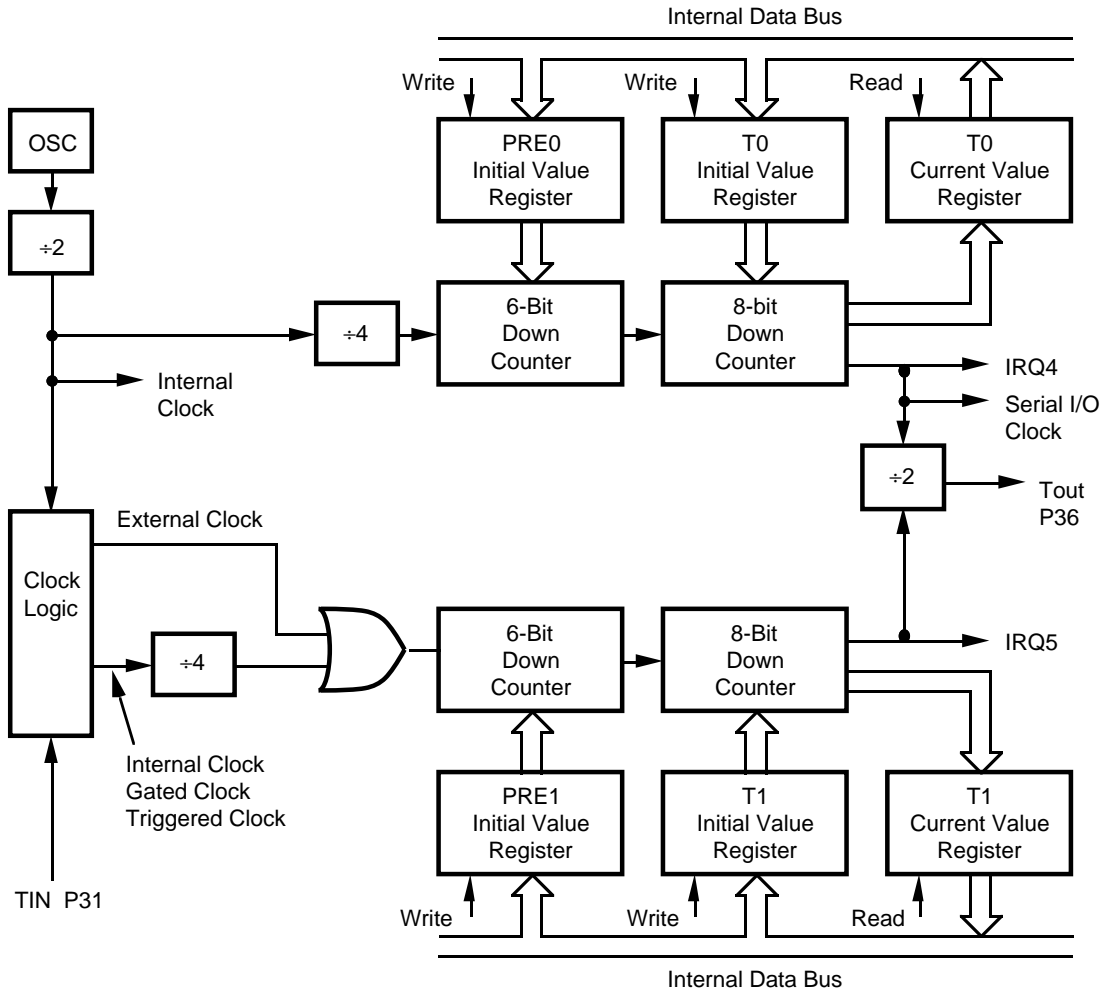 Internal Data Bus
Write
Write
Read
OSC
PRE0
Initial Value
Register
T0
Initial Value
Register
T0
Current Value
Register
÷2
÷4
6-Bit
Down
Counter
8-bit
Down
Counter
IRQ4
Internal
Clock
Serial I/O
Clock
÷2
Tout
P36
External Clock
Clock
Logic
÷4
6-Bit
Down
Counter
8-Bit
Down
Counter
IRQ5
Internal Clock
Gated Clock
Triggered Clock
PRE1
Initial Value
Register
T1
Initial Value
Register
T1
Current Value
Register
TIN P31
Write
Write
Read
Internal Data Bus